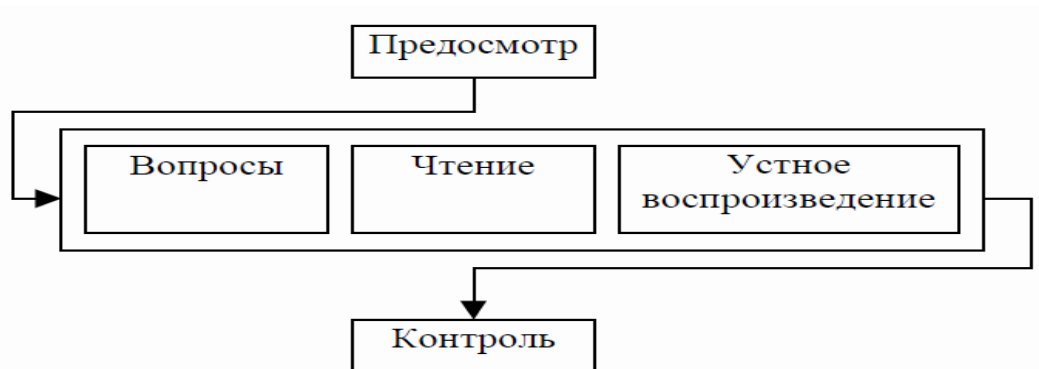 Предосмотр
Вопросы
Чтение
Устное
воспроизведение
Контроль